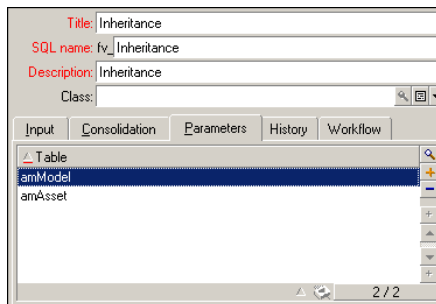 Title: Inheritance
SQL name: fv_ Inheritance
Description: Inheritance
Class:
Input Consolidation Parameters History Workflow
Table
amModel
amAsset
2 / 2